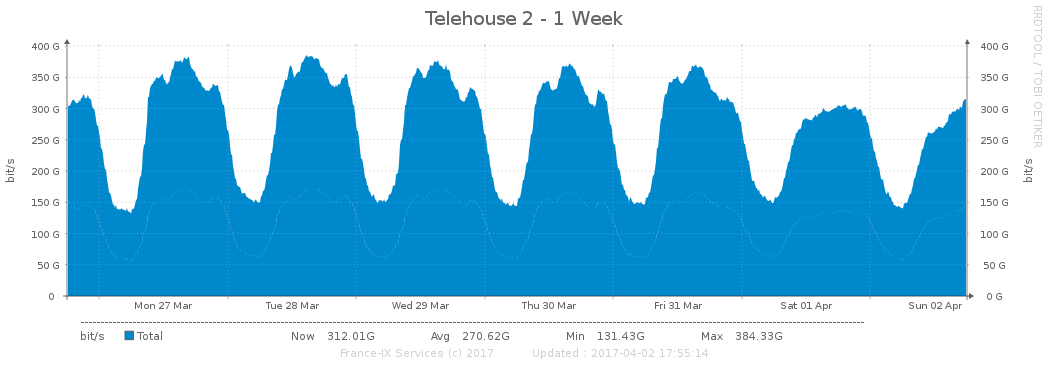 Telehouse 2 - 1 Week
RRDTOOL / TOBI OETIKER
400 G 400 G
350 G 350 G
300 G 300 G
250 G 250 G
200 G 200 G
150 G 150 G
100 G 100 G
50 G 50 G
0 0 G
bit/s bit/s
Mon 27 Mar Tue 28 Mar Wed 29 Mar Thu 30 Mar Fri 31 Mar Sat 01 Apr Sun 02 Apr
bit/s Total Now 312.01G Avg 270.62G Min 131.43G Max 384.33G
France-IX Services (c) 2017 Updated : 2017-04-02 17:55:14